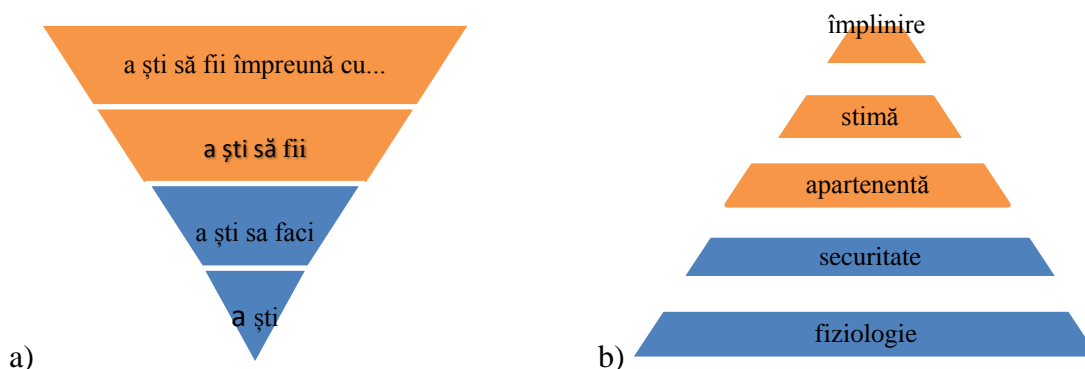 a ști să fii împreună cu...
a ști să fii
a ști sa faci
a ști
a)
împlinire
stimă
apartenentă
securitate
fiziologie
b)